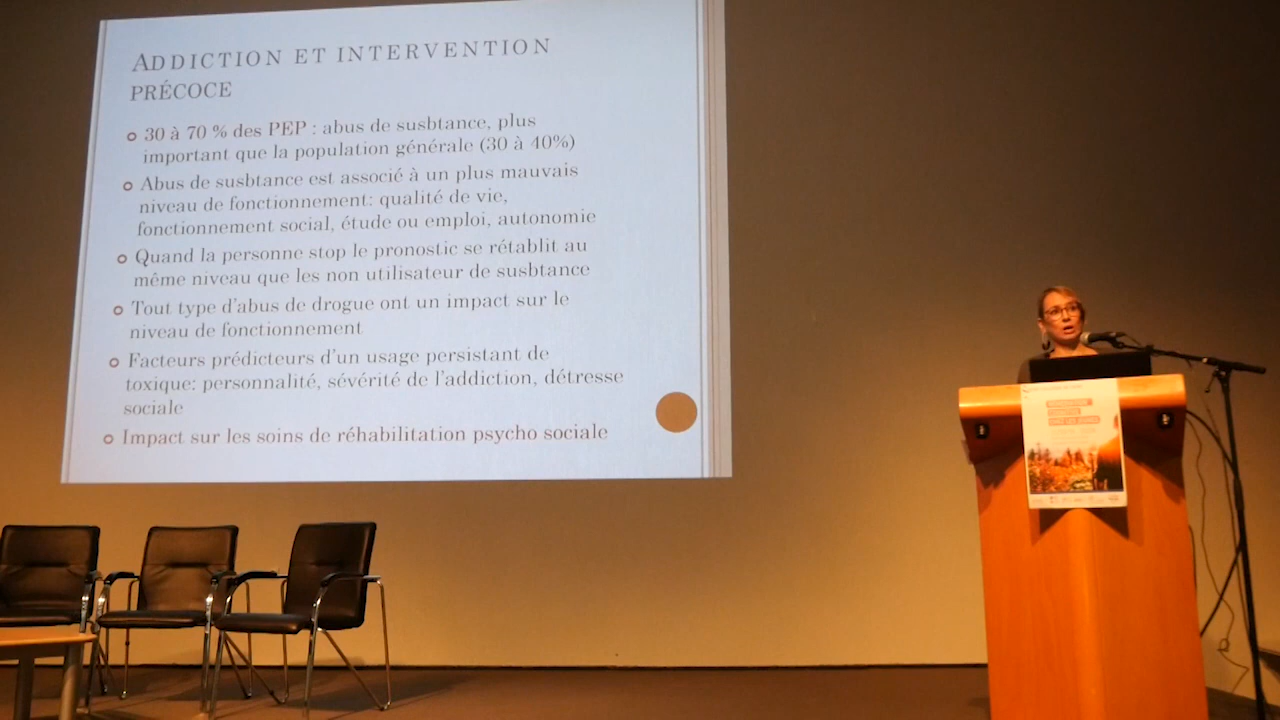 ADDICTION ET INTERVENTION
PRÉCOCE
30 à 70 % des PEP : abus de susbtance, plus
important que la population générale (30 à 40%)
Abus de susbtance est associé à un plus mauvais
niveau de fonctionnement: qualité de vie,
fonctionnement social, étude ou emploi, autonomie
Quand la personne stop le pronostic se rétablit au
même niveau que les non utilisateur de susbtance
Tout type d'abus de drogue ont un impact sur le
niveau de fonctionnement
Facteurs prédicteurs d'un usage persistant de
toxique: personnalité, sévérité de l'addiction, détresse
sociale
Impact sur les soins de réhabilitation psycho sociale